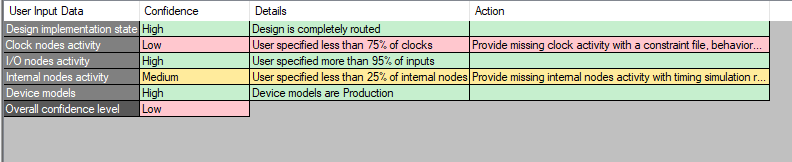 User Input Data Confidence Details Action
Design implementation state High Design is completely routed
Clock nodes activity Low User specified less than 75% of clocks Provide missing clock activity with a constraint file, behavior...
I/O nodes activity High User specified more than 95% of inputs
Internal nodes activity Medium User specified less than 25% of internal nodes Provide missing internal nodes activity with timing simulation r...
Device models High Device models are Production
Overall confidence level Low